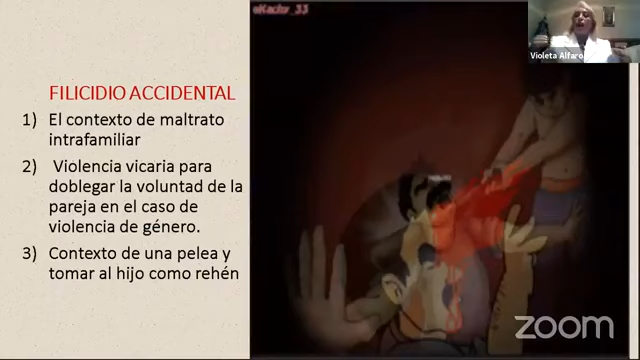 FILICIDIO ACCIDENTAL
1) El contexto de maltrato
intrafamiliar
2) Violencia vicaria para
doblegar la voluntad de la
pareja en el caso de
violencia de género.
3) Contexto de una pelea y
tomar al hijo como rehén
Violeta Alfaro
zoom